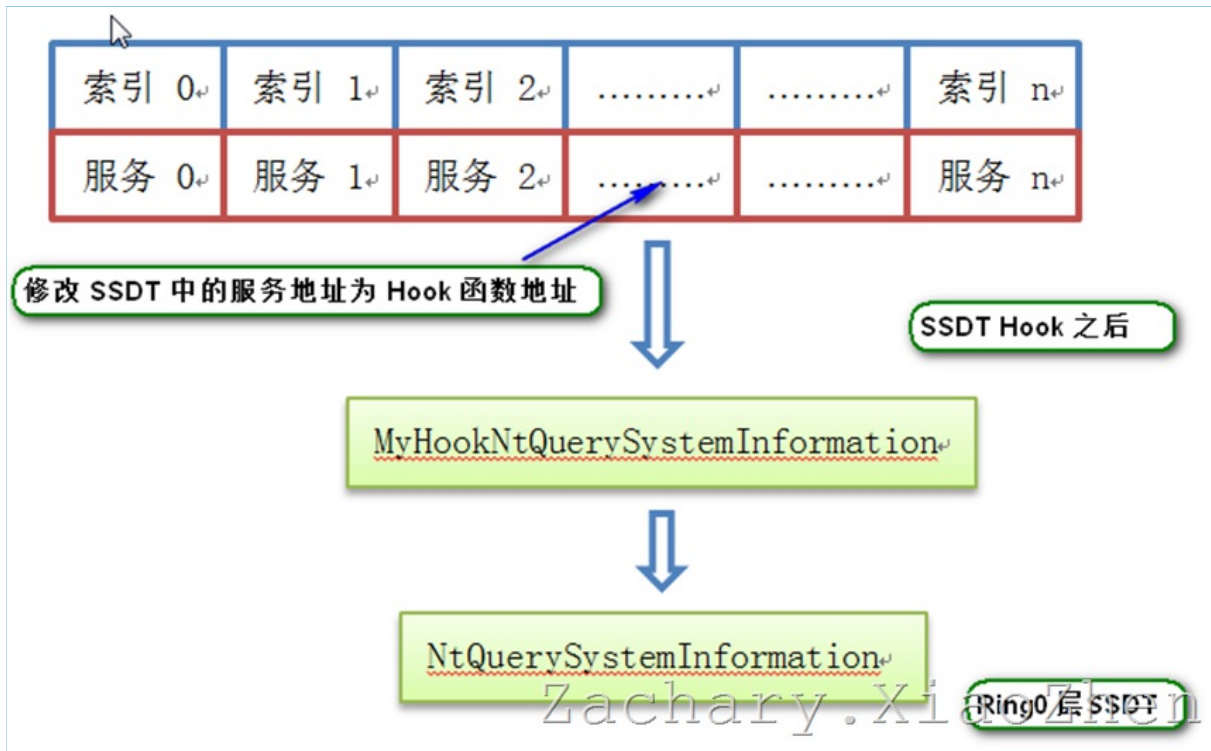 索引 0 索引 1 索引 2 ……… ……… 索引 n
服务 0 服务 1 服务 2 ……… ……… 服务 n
修改 SSDT 中的服务地址为 Hook 函数地址
SSDT Hook 之后
MyHookNtQuerySystemInformation
NtQuerySystemInformation
Zachary.XiaoZhen
Ring0 层 SSDT